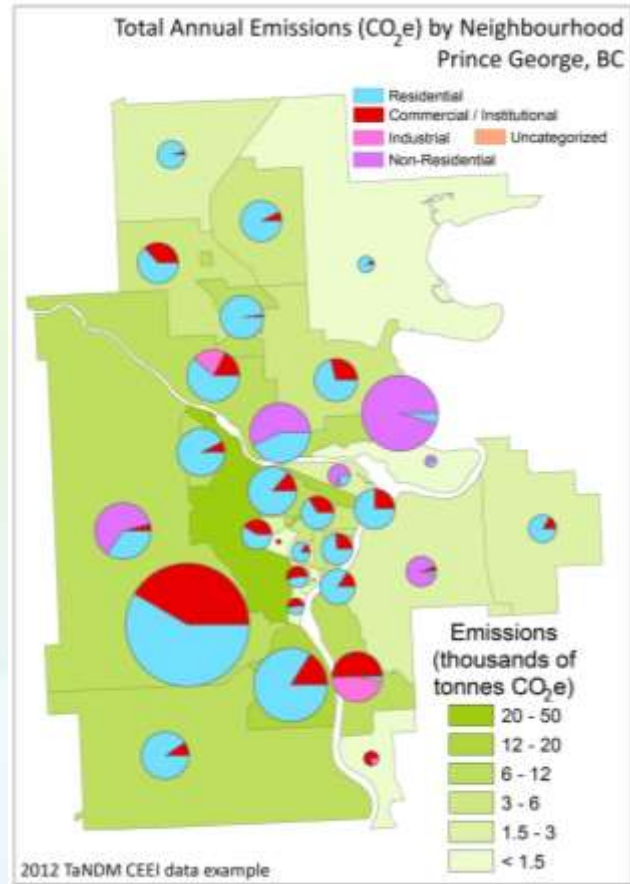 Total Annual Emissions (CO₂e) by Neighbourhood
Prince George, BC
Residential
Commercial / Institutional
Industrial
Uncategorized
Non-Residential
Emissions
(thousands of
tonnes CO₂e)
20 - 50
12 - 20
6 - 12
3 - 6
1.5 - 3
< 1.5
2012 TaNDM CEEI data example